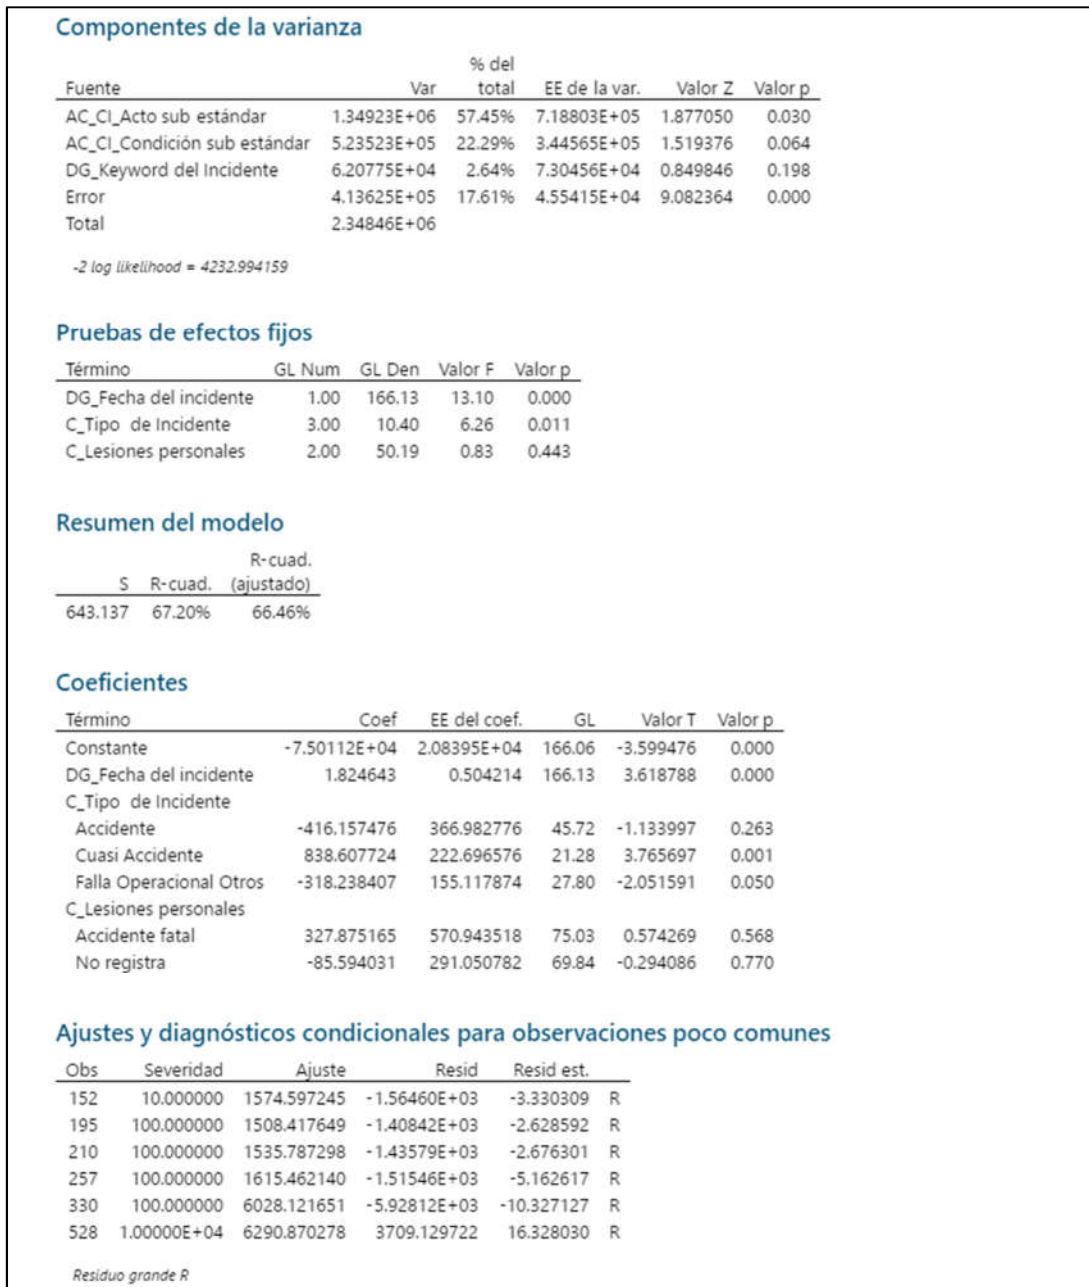 Componentes de la varianza
% del
Fuente Var total EE de la var. Valor Z Valor p
AC_CI_Acto sub estándar 1.34923E+06 57.45% 7.18803E+05 1.877050 0.030
AC_CI_Condición sub estándar 5.23523E+05 22.29% 3.44565E+05 1.519376 0.064
DG_Keyword del Incidente 6.20775E+04 2.64% 7.30456E+04 0.849846 0.198
Error 4.13625E+05 17.61% 4.55415E+04 9.082364 0.000
Total 2.34846E+06
-2 log likelihood = 4232.994159
Pruebas de efectos fijos
Término GL Num GL Den Valor F Valor p
DG_Fecha del incidente 1.00 166.13 13.10 0.000
C_Tipo de Incidente 3.00 10.40 6.26 0.011
C_Lesiones personales 2.00 50.19 0.83 0.443
Resumen del modelo
R-cuad.
S R-cuad. (ajustado)
643.137 67.20% 66.46%
Coeficientes
Término Coef EE del coef. GL Valor T Valor p
Constante -7.50112E+04 2.08395E+04 166.06 -3.599476 0.000
DG_Fecha del incidente 1.824643 0.504214 166.13 3.618788 0.000
C_Tipo de Incidente
Accidente -416.157476 366.982776 45.72 -1.133997 0.263
Cuasi Accidente 838.607724 222.696576 21.28 3.765697 0.001
Falla Operacional Otros -318.238407 155.117874 27.80 -2.051591 0.050
C_Lesiones personales
Accidente fatal 327.875165 570.943518 75.03 0.574269 0.568
No registra -85.594031 291.050782 69.84 -0.294086 0.770
Ajustes y diagnósticos condicionales para observaciones poco comunes
Obs Severidad Ajuste Resid Resid est.
152 10.000000 1574.597245 -1.56460E+03 -3.330309 R
195 100.000000 1508.417649 -1.40842E+03 -2.628592 R
210 100.000000 1535.787298 -1.43579E+03 -2.676301 R
257 100.000000 1615.462140 -1.51546E+03 -5.162617 R
330 100.000000 6028.121651 -5.92812E+03 -10.327127 R
528 1.00000E+04 6290.870278 3709.129722 16.328030 R
Residuo grande R